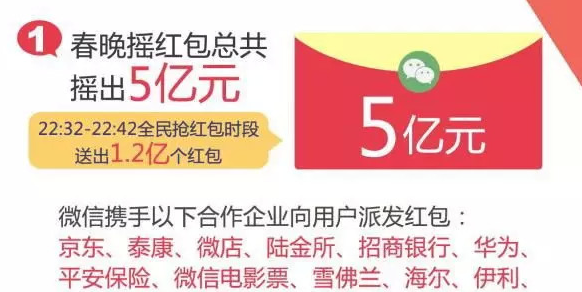 1
春晚摇红包总共
摇出5亿元
22:32-22:42全民抢红包时段
送出1.2亿个红包
5亿元
微信携手以下合作企业向用户派发红包：
京东、泰康、微店、陆金所、招商银行、华为、
平安保险、微信电影票、雪佛兰、海尔、伊利、